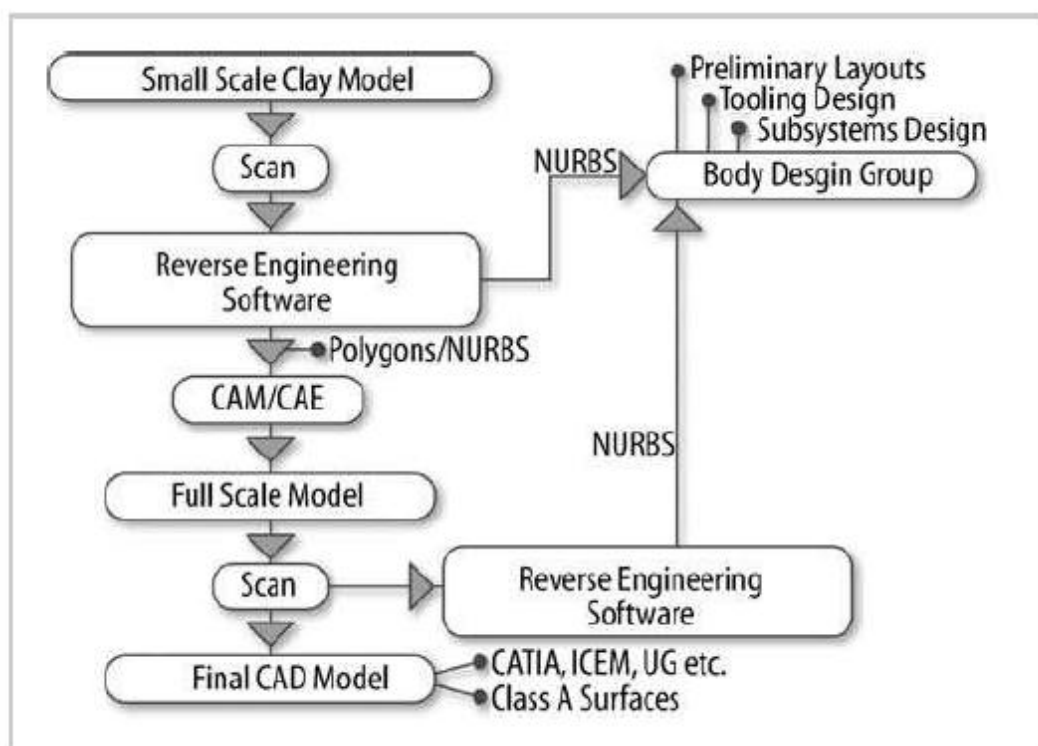 Small Scale Clay Model
Scan
Reverse Engineering
Software
Polygons/NURBS
CAM/CAE
Full Scale Model
Scan
Final CAD Model
CATIA, ICEM, UG etc.
Class A Surfaces
Reverse Engineering
Software
NURBS
NURBS
Body Desgin Group
Preliminary Layouts
Tooling Design
Subsystems Design